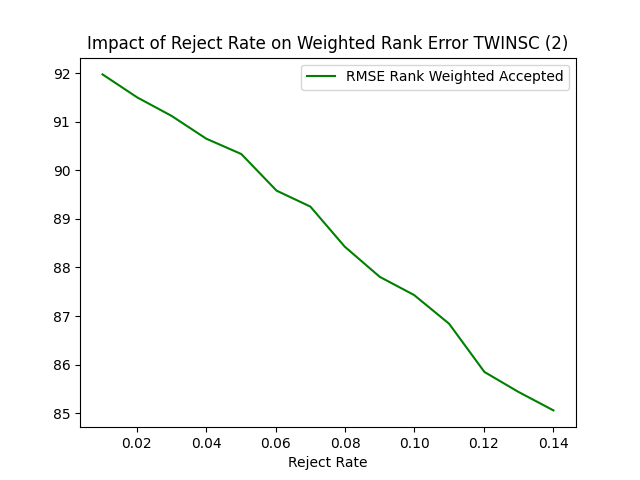 Impact of Reject Rate on Weighted Rank Error TWINSC (2)
RMSE Rank Weighted Accepted
92
91
90
89
88
87
86
85
0.02 0.04 0.06 0.08 0.10 0.12 0.14
Reject Rate